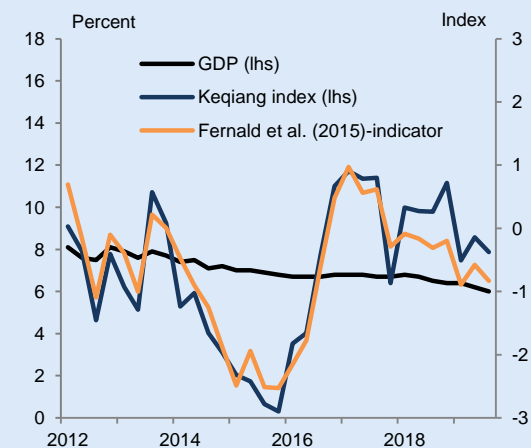 Percent Index
18 3
16 2
14
12 1
10 0
8
6 -1
4 -2
2
0 -3
GDP (lhs)
Keqiang index (lhs)
Fernald et al. (2015)-indicator
2012 2014 2016 2018